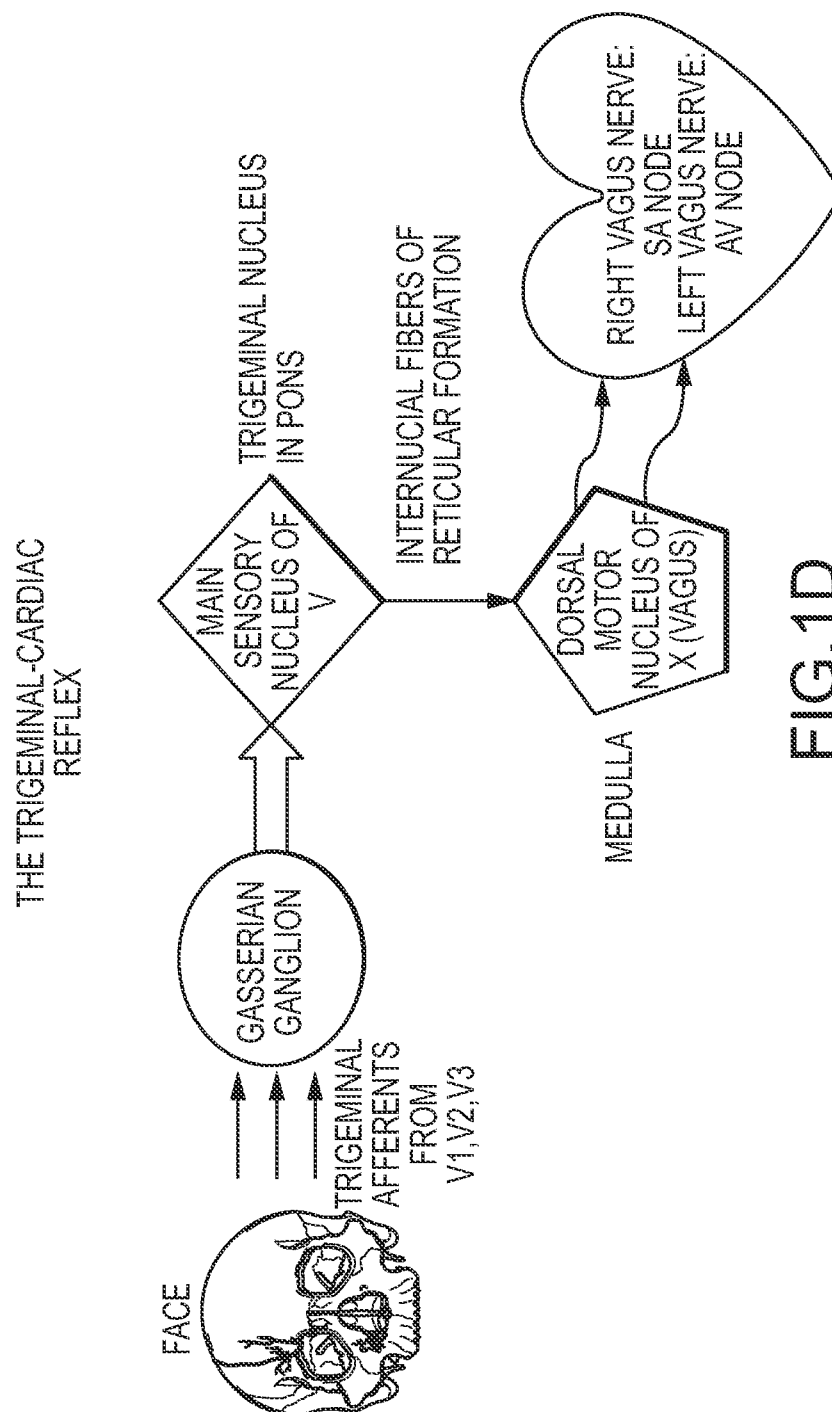 THE TRIGEMINAL-CARDIAC
REFLEX
FACE
TRIGEMINAL
AFFERENTS
FROM
V1,V2,V3
GASSERIAN
GANGLION
MAIN
SENSORY
NUCLEUS OF
V
TRIGEMINAL NUCLEUS
IN PONS
INTERNUCIAL FIBERS OF
RETICULAR FORMATION
MEDULLA
DORSAL
MOTOR
NUCLEUS OF
X (VAGUS)
RIGHT VAGUS NERVE:
SA NODE
LEFT VAGUS NERVE:
AV NODE
FIG.1D